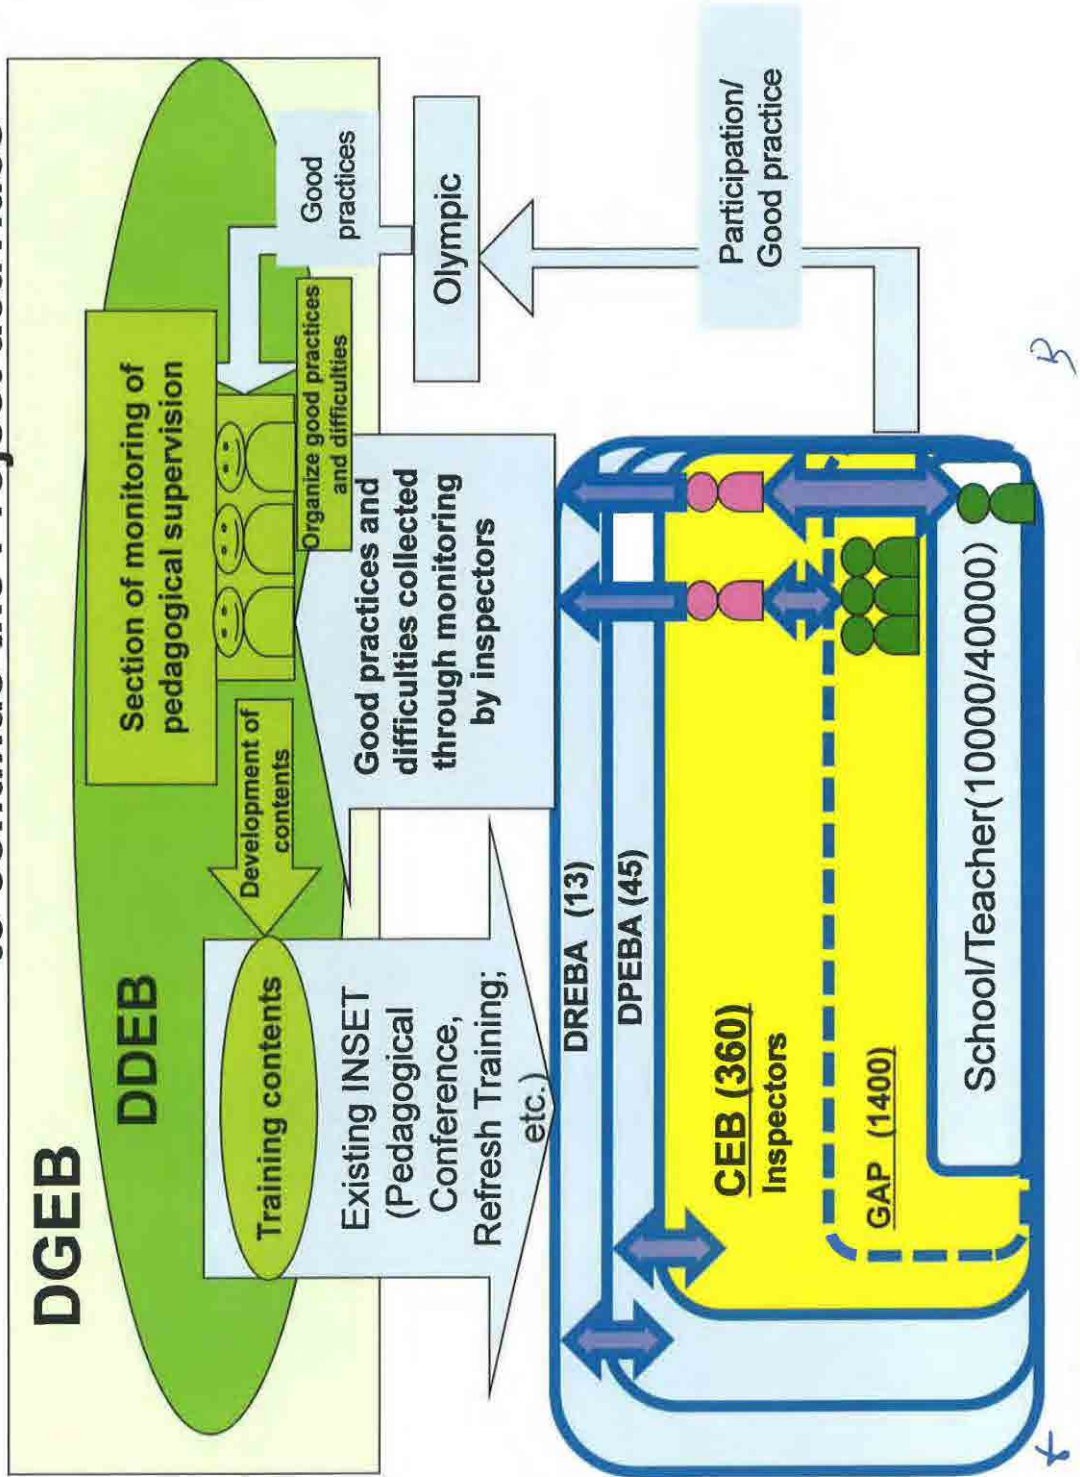 DGEB
DDEB
Section of monitoring of
pedagogical supervision
Good
practices
Organize good practices
and difficulties
Development of
contents
Training contents
Existing INSET
(Pedagogical
Conference,
Refresh Training;
etc.)
Good practices and
difficulties collected
through monitoring
by inspectors
Olympic
Participation/
Good practice
DREBA (13)
DPEBA (45)
CEB (360)
Inspectors
GAP (1400)
School/Teacher(10000/40000)